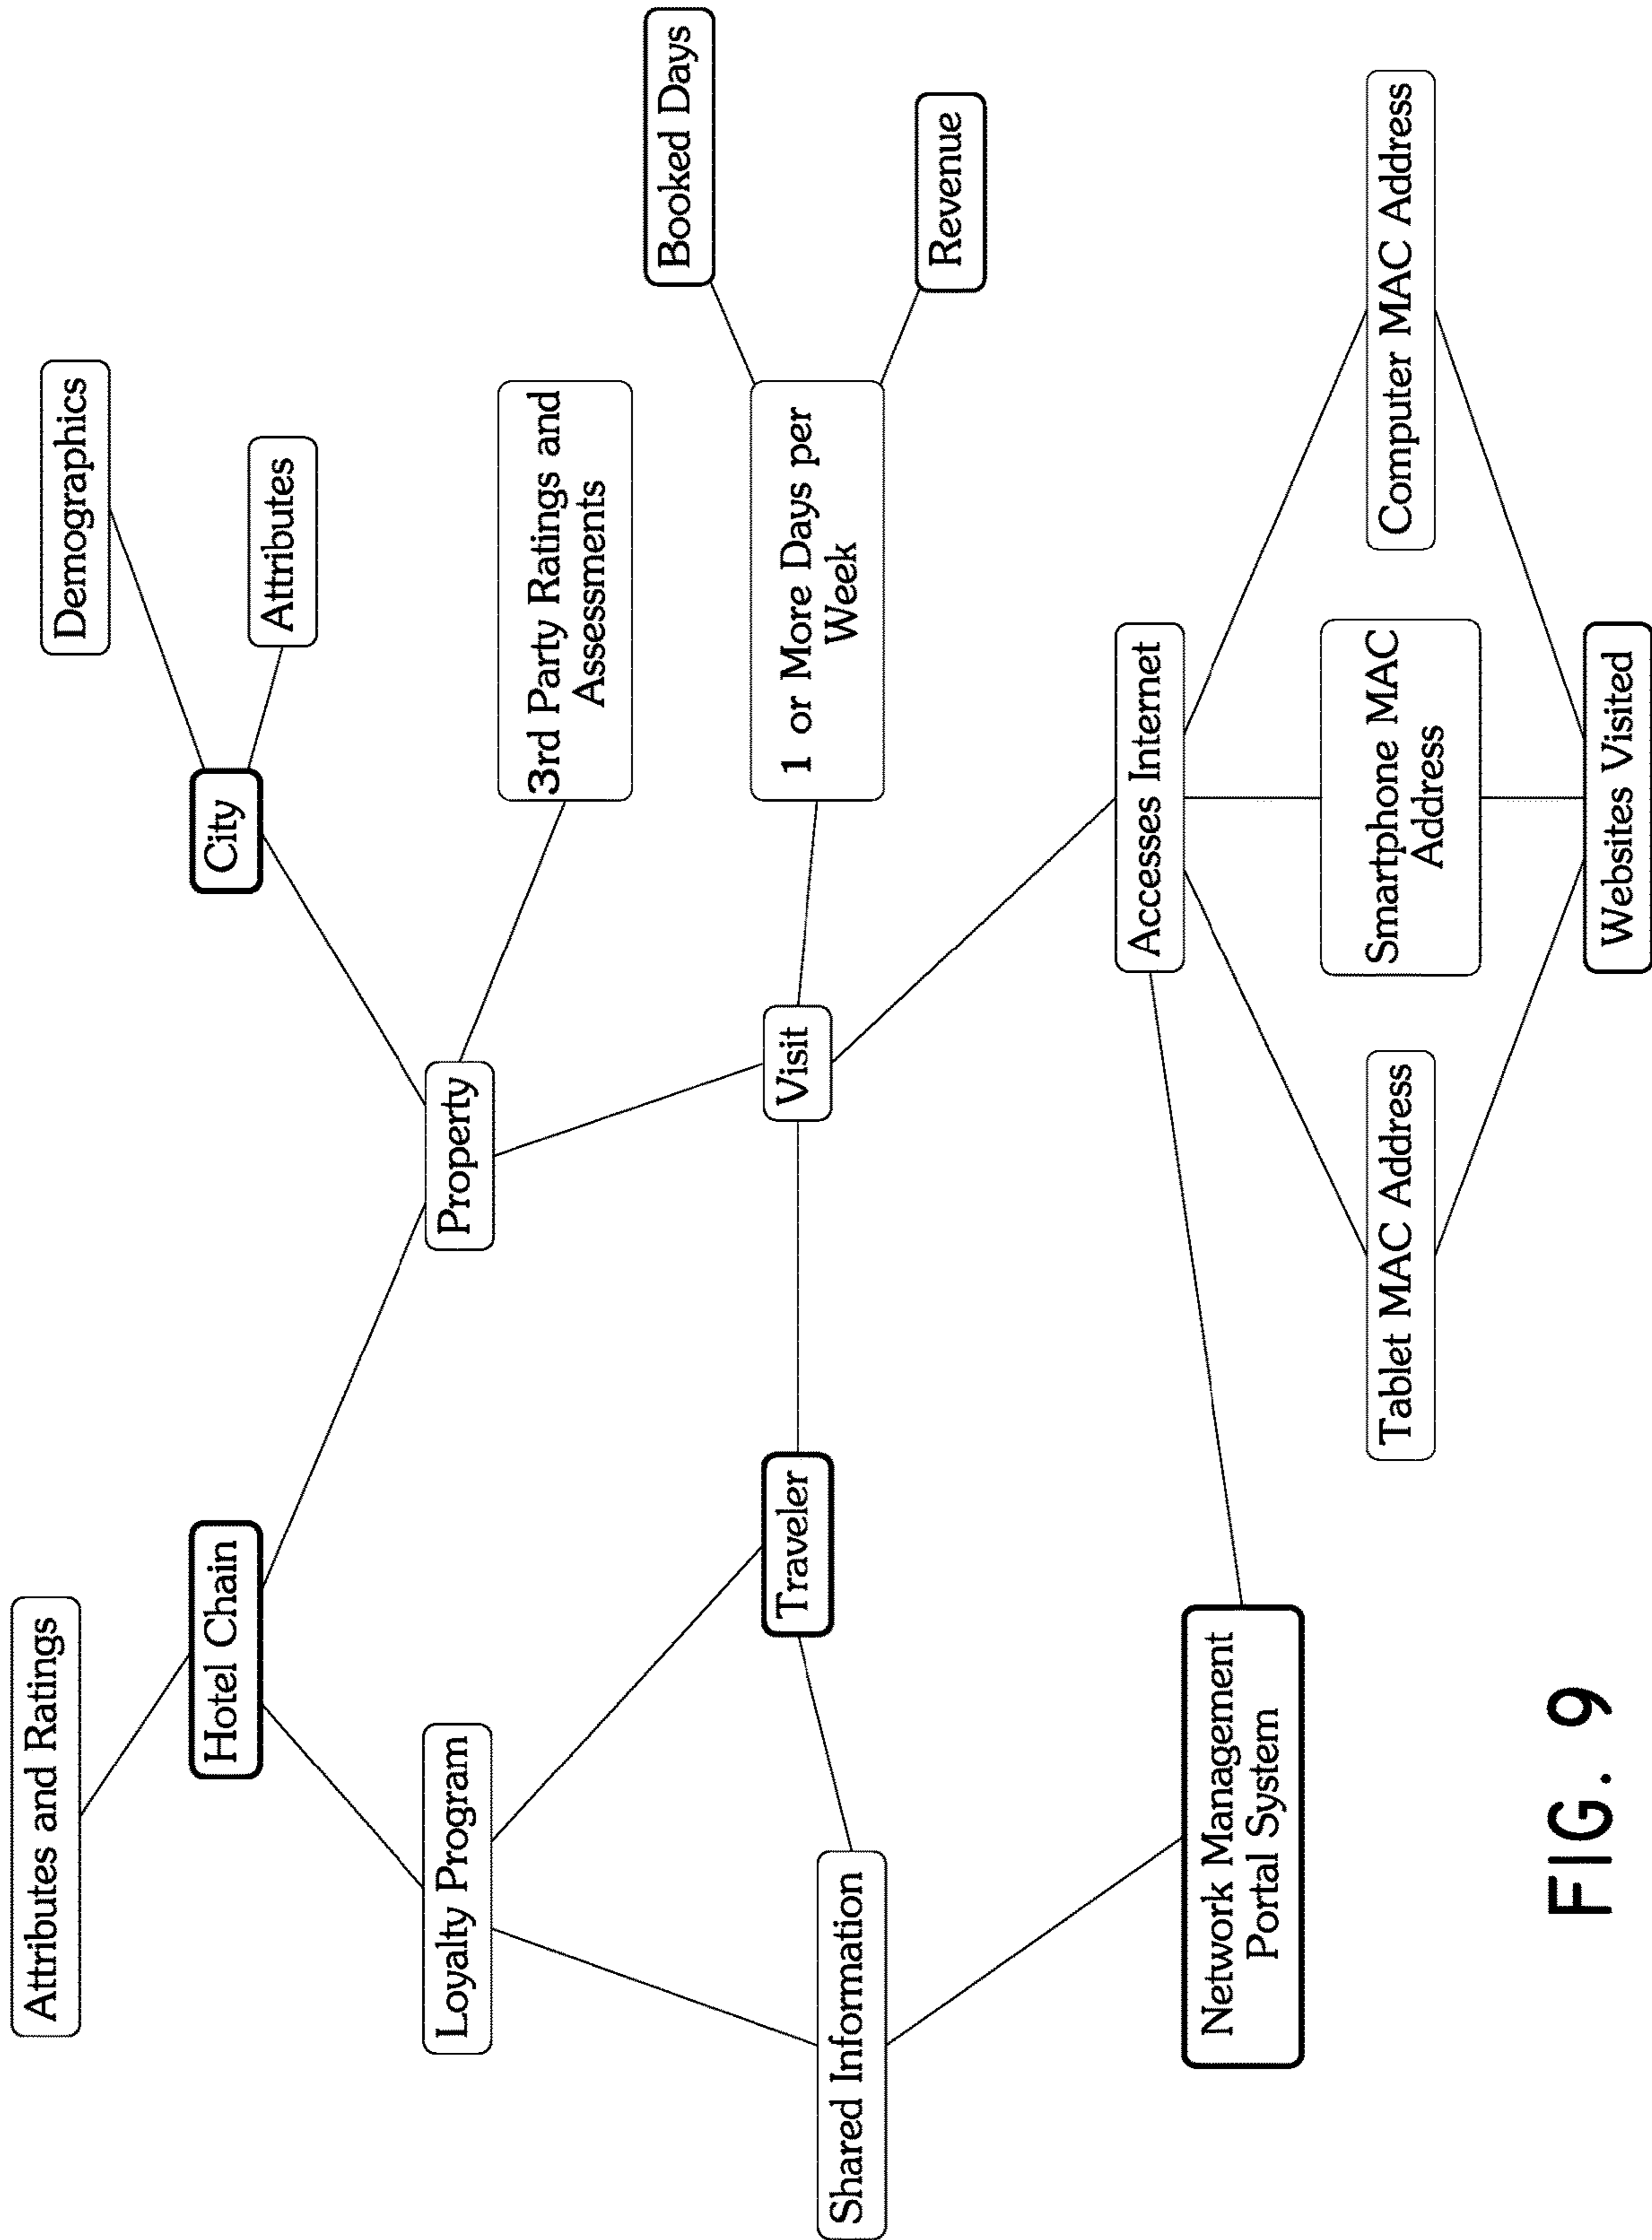 Attributes and Ratings
Demographics
Hotel Chain
City
Attributes
Loyalty Program
Property
3rd Party Ratings and
Assessments
Booked Days
Shared Information
Traveler
Visit
1 or More Days per
Week
Revenue
Network Management
Portal System
Accesses Internet
Tablet MAC Address
Smartphone MAC
Address
Computer MAC Address
Websites Visited
FIG. 9